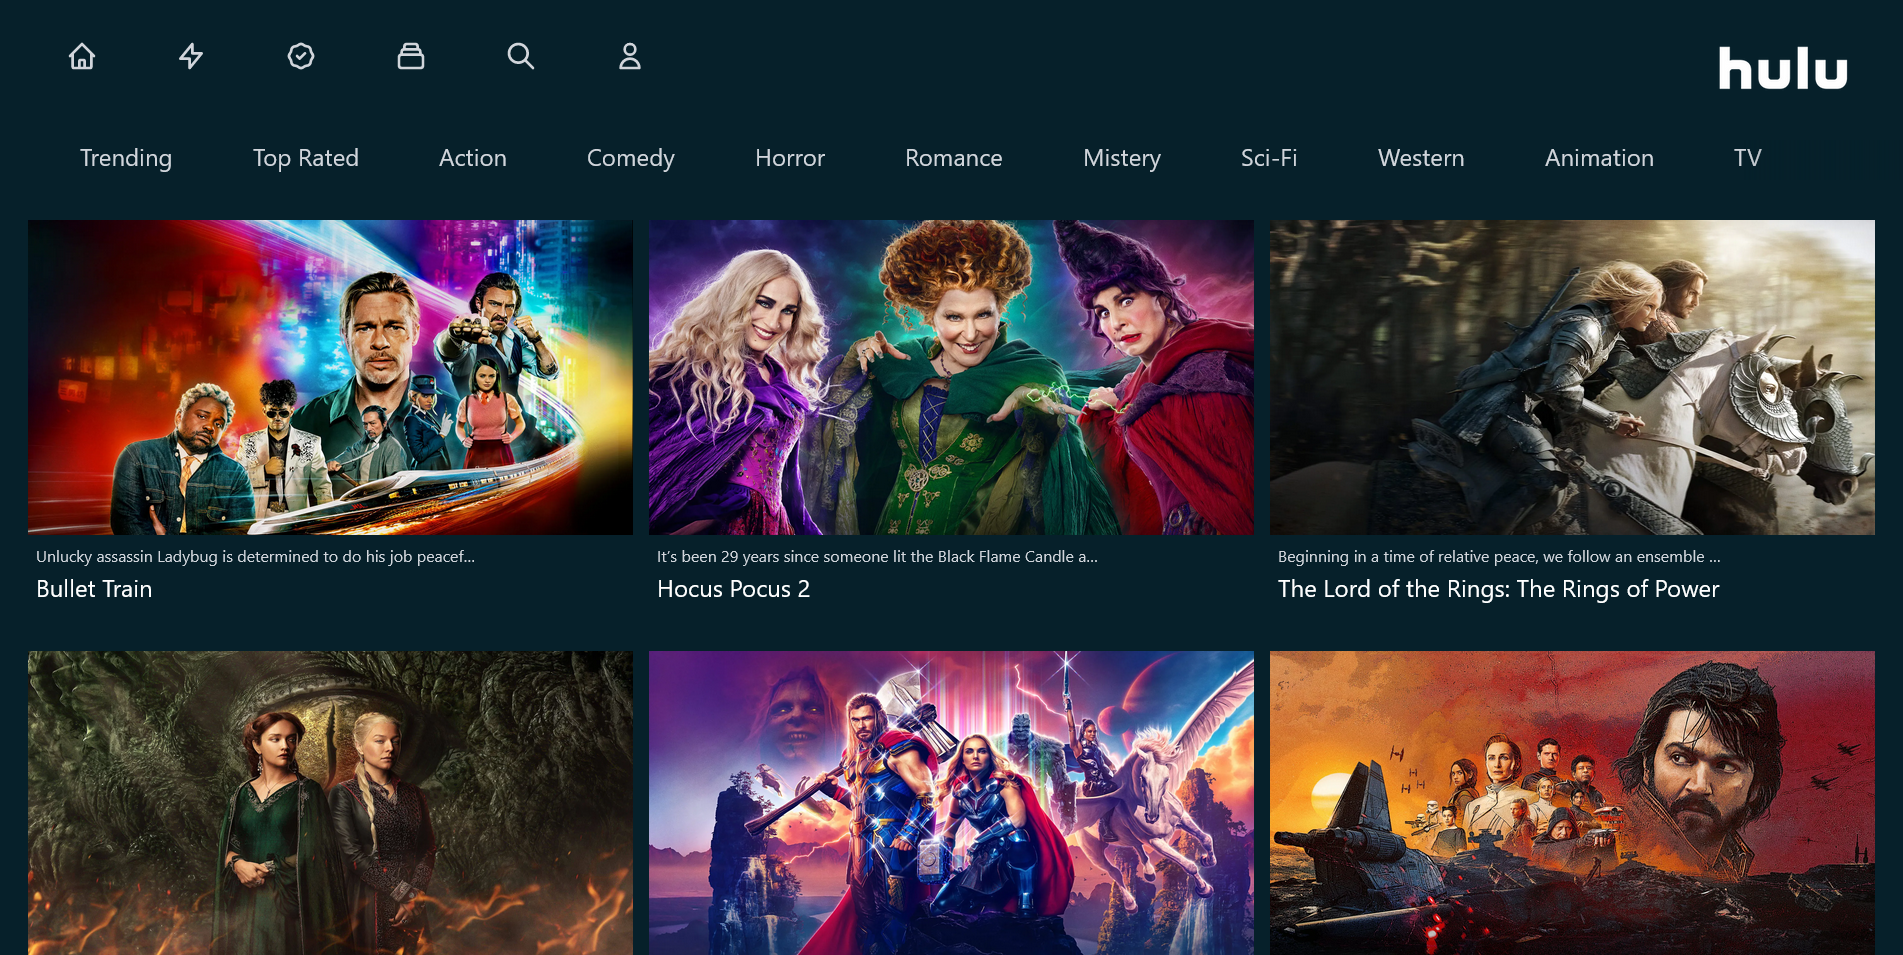 hulu
Trending Top Rated Action Comedy Horror Romance Mistery Sci-Fi Western Animation TV
Unlucky assassin Ladybug is determined to do his job peacef...
Bullet Train
It's been 29 years since someone lit the Black Flame Candle a...
Hocus Pocus 2
Beginning in a time of relative peace, we follow an ensemble ...
The Lord of the Rings: The Rings of Power